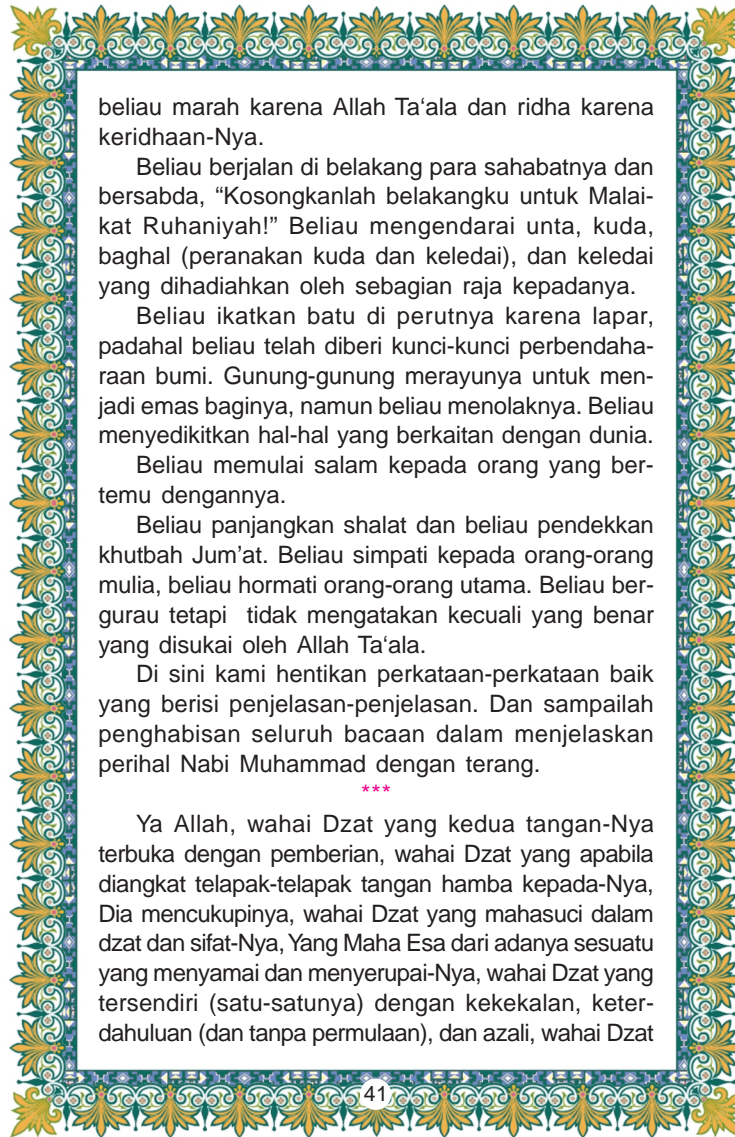 beliau marah karena Allah Ta‘ala dan ridha karena
keridhaan-Nya.
Beliau berjalan di belakang para sahabatnya dan
bersabda, “Kosongkanlah belakangku untuk Malai-
kat Ruhaniyah!” Beliau mengendarai unta, kuda,
baghal (peranakan kuda dan keledai), dan keledai
yang dihadiahkan oleh sebagian raja kepadanya.
Beliau ikatkan batu di perutnya karena lapar,
padahal beliau telah diberi kunci-kunci perbendaha-
raan bumi. Gunung-gunung merayunya untuk men-
jadi emas baginya, namun beliau menolaknya. Beliau
menyedikitkan hal-hal yang berkaitan dengan dunia.
Beliau memulai salam kepada orang yang ber-
temu dengannya.
Beliau panjangkan shalat dan beliau pendekkan
khutbah Jum’at. Beliau simpati kepada orang-orang
mulia, beliau hormati orang-orang utama. Beliau ber-
gurau tetapi tidak mengatakan kecuali yang benar
yang disukai oleh Allah Ta‘ala.
Di sini kami hentikan perkataan-perkataan baik
yang berisi penjelasan-penjelasan. Dan sampailah
penghabisan seluruh bacaan dalam menjelaskan
perihal Nabi Muhammad dengan terang.
***
Ya Allah, wahai Dzat yang kedua tangan-Nya
terbuka dengan pemberian, wahai Dzat yang apabila
diangkat telapak-telapak tangan hamba kepada-Nya,
Dia mencukupinya, wahai Dzat yang mahasuci dalam
dzat dan sifat-Nya, Yang Maha Esa dari adanya sesuatu
yang menyamai dan menyerupai-Nya, wahai Dzat yang
tersendiri (satu-satunya) dengan kekekalan, keter-
dahuluan (dan tanpa permulaan), dan azali, wahai Dzat
41